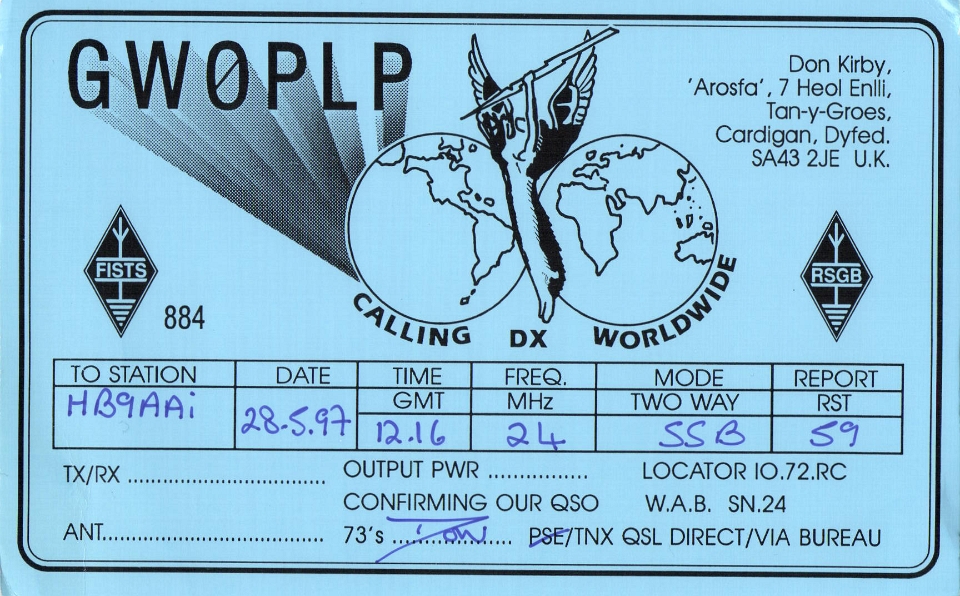 GW0PLP
Don Kirby,
'Arosfa', 7 Heol Enlli,
Tan-y-Groes,
Cardigan, Dyfed.
SA43 2JE U.K.
FISTS
884
RSGB
CALLING DX WORLDWIDE
TO STATION DATE TIME FREQ. MODE REPORT
GMT MHz TWO WAY RST
HB9AAi 28.5.97 12.16 24 SSB 59
TX/RX .............................. OUTPUT PWR ............... LOCATOR IO.72.RC
CONFIRMING OUR QSO W.A.B. SN.24
ANT................................. 73's Don PSE/TNX QSL DIRECT/VIA BUREAU